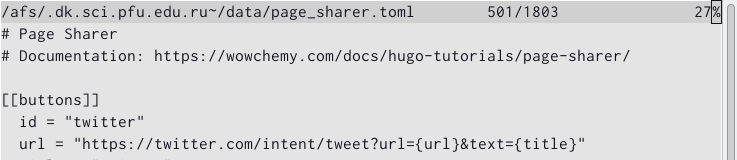 /afs/.dk.sci.pfu.edu.ru~/data/page_sharer.toml 501/1803 27%
# Page Sharer
# Documentation: https://wowchemy.com/docs/hugo-tutorials/page-sharer/
[[buttons]]
id = "twitter"
url = "https://twitter.com/intent/tweet?url={url}&text={title}"